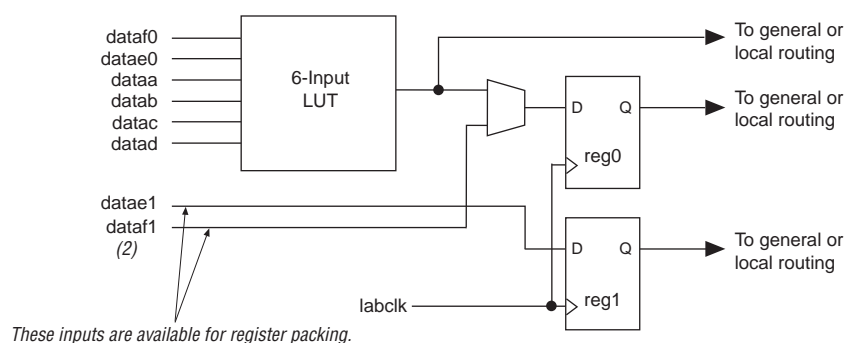 dataf0
datae0
dataa
datab
datac
datad
6-Input
LUT
To general or
local routing
D
Q
reg0
To general or
local routing
datae1
dataf1
(2)
D
Q
reg1
To general or
local routing
labclk
These inputs are available for register packing.